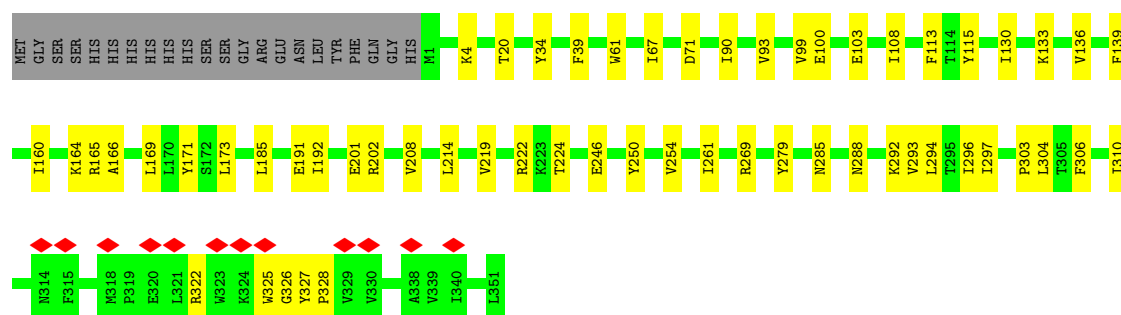 MET GLY SER SER HIS HIS HIS HIS HIS HIS SER SER GLY ARG GLU ASN LEU TYR PHE GLN GLY HIS M1 K4 T20 Y34 F39 W61 I67 D71 I90 V93 V99 E100 E103 I108 F113 T114 Y115 I130 K133 V136 F139
I160 K164 R165 A166 L169 L170 Y171 S172 L173 L185 E191 I192 E201 R202 V208 L214 V219 R222 K223 T224 E246 Y250 V254 I261 R269 Y279 N285 N288 K292 V293 L294 T295 I296 I297 P303 L304 T305 F306 I310
N314 F315 M318 P319 E320 L321 R322 W323 K324 W325 G326 Y327 P328 V329 V330 A338 V339 I340 L351